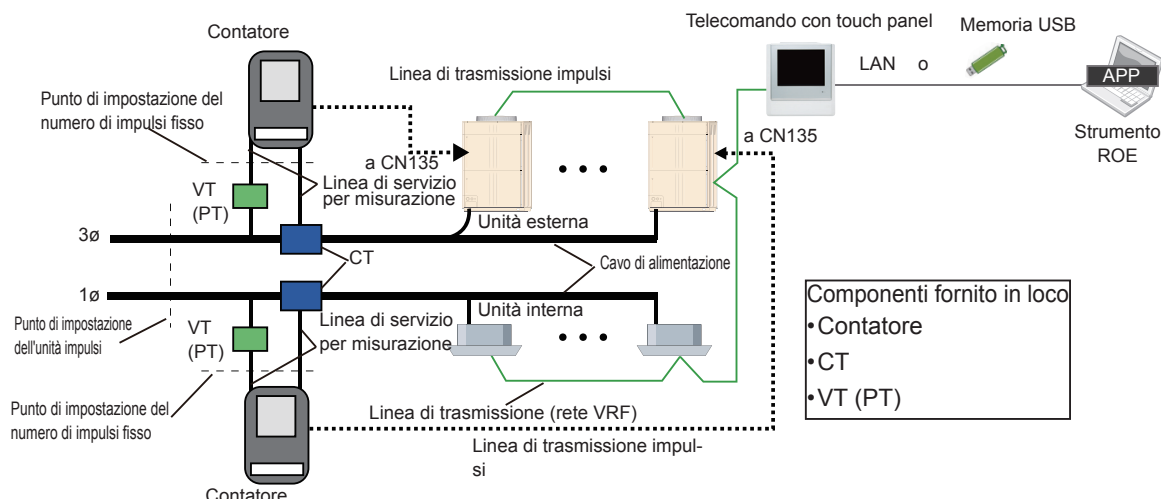 Contatore
Telecomando con touch panel
Memoria USB
Linea di trasmissione impulsi
LAN o
APP
Punto di impostazione del
numero di impulsi fisso
a CN135
a CN135
Strumento
ROE
VT
(PT)
Linea di servizio
per misurazione
Unità esterna
3ø
CT
Cavo di alimentazione
1ø
Unità interna
Componenti fornito in loco
Punto di impostazione
dell'unità impulsi
VT
(PT)
Linea di servizio
per misurazione
•Contatore
•CT
•VT (PT)
Punto di impostazione del
numero di impulsi fisso
Linea di trasmissione (rete VRF)
Linea di trasmissione impul-
si
Contatore